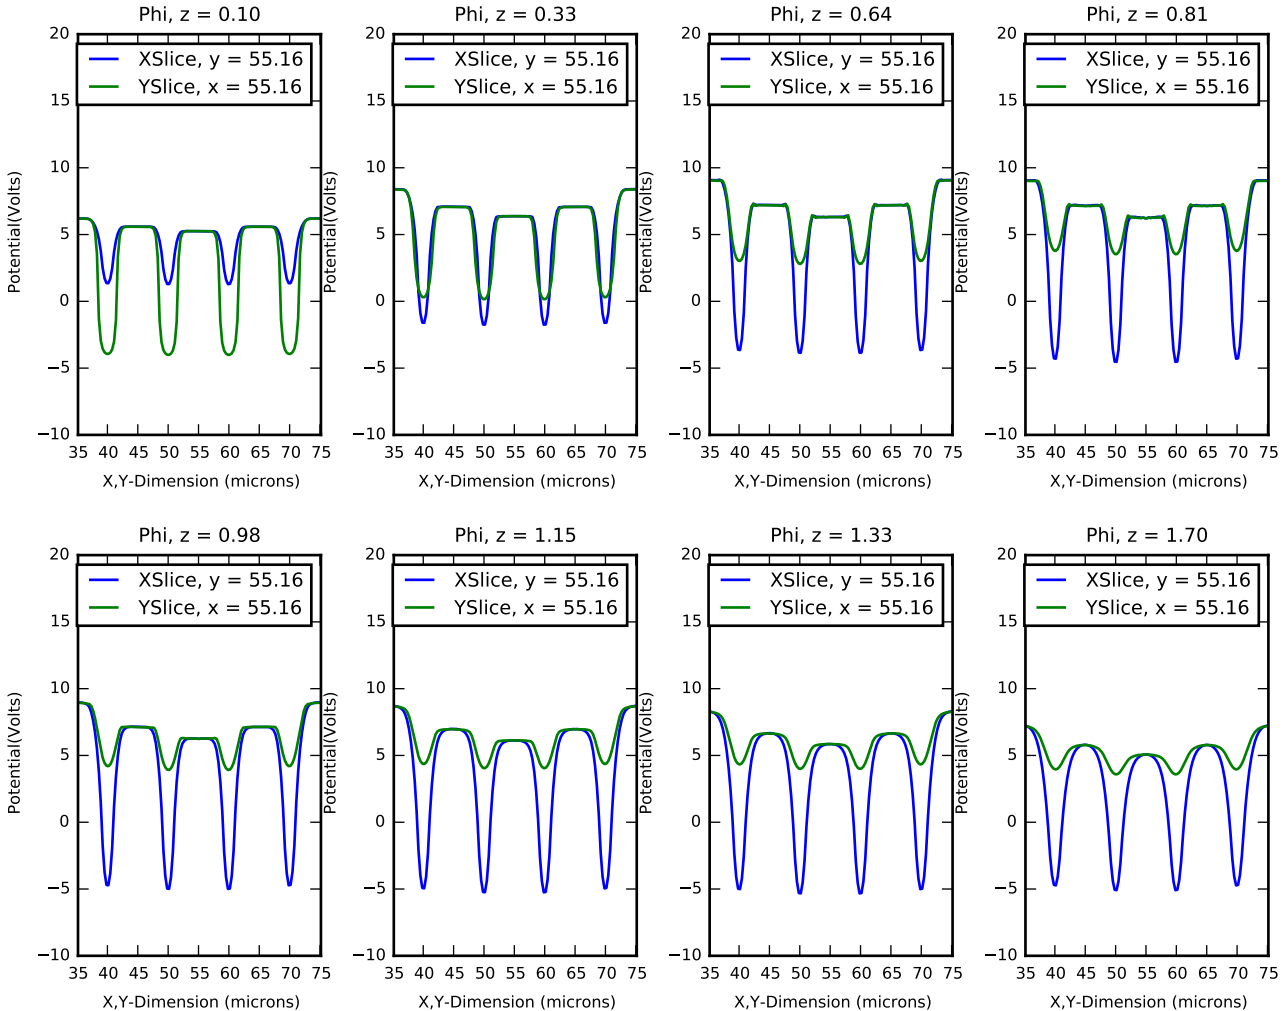 Phi, z = 0.10
XSlice, y = 55.16
YSlice, x = 55.16
20
15
10
5
0
−5
−10
Potential(Volts)
35 40 45 50 55 60 65 70 75
X,Y-Dimension (microns)
Phi, z = 0.33
XSlice, y = 55.16
YSlice, x = 55.16
20
15
10
5
0
−5
−10
Potential(Volts)
35 40 45 50 55 60 65 70 75
X,Y-Dimension (microns)
Phi, z = 0.64
XSlice, y = 55.16
YSlice, x = 55.16
20
15
10
5
0
−5
−10
Potential(Volts)
35 40 45 50 55 60 65 70 75
X,Y-Dimension (microns)
Phi, z = 0.81
XSlice, y = 55.16
YSlice, x = 55.16
20
15
10
5
0
−5
−10
Potential(Volts)
35 40 45 50 55 60 65 70 75
X,Y-Dimension (microns)
Phi, z = 0.98
XSlice, y = 55.16
YSlice, x = 55.16
20
15
10
5
0
−5
−10
Potential(Volts)
35 40 45 50 55 60 65 70 75
X,Y-Dimension (microns)
Phi, z = 1.15
XSlice, y = 55.16
YSlice, x = 55.16
20
15
10
5
0
−5
−10
Potential(Volts)
35 40 45 50 55 60 65 70 75
X,Y-Dimension (microns)
Phi, z = 1.33
XSlice, y = 55.16
YSlice, x = 55.16
20
15
10
5
0
−5
−10
Potential(Volts)
35 40 45 50 55 60 65 70 75
X,Y-Dimension (microns)
Phi, z = 1.70
XSlice, y = 55.16
YSlice, x = 55.16
20
15
10
5
0
−5
−10
Potential(Volts)
35 40 45 50 55 60 65 70 75
X,Y-Dimension (microns)